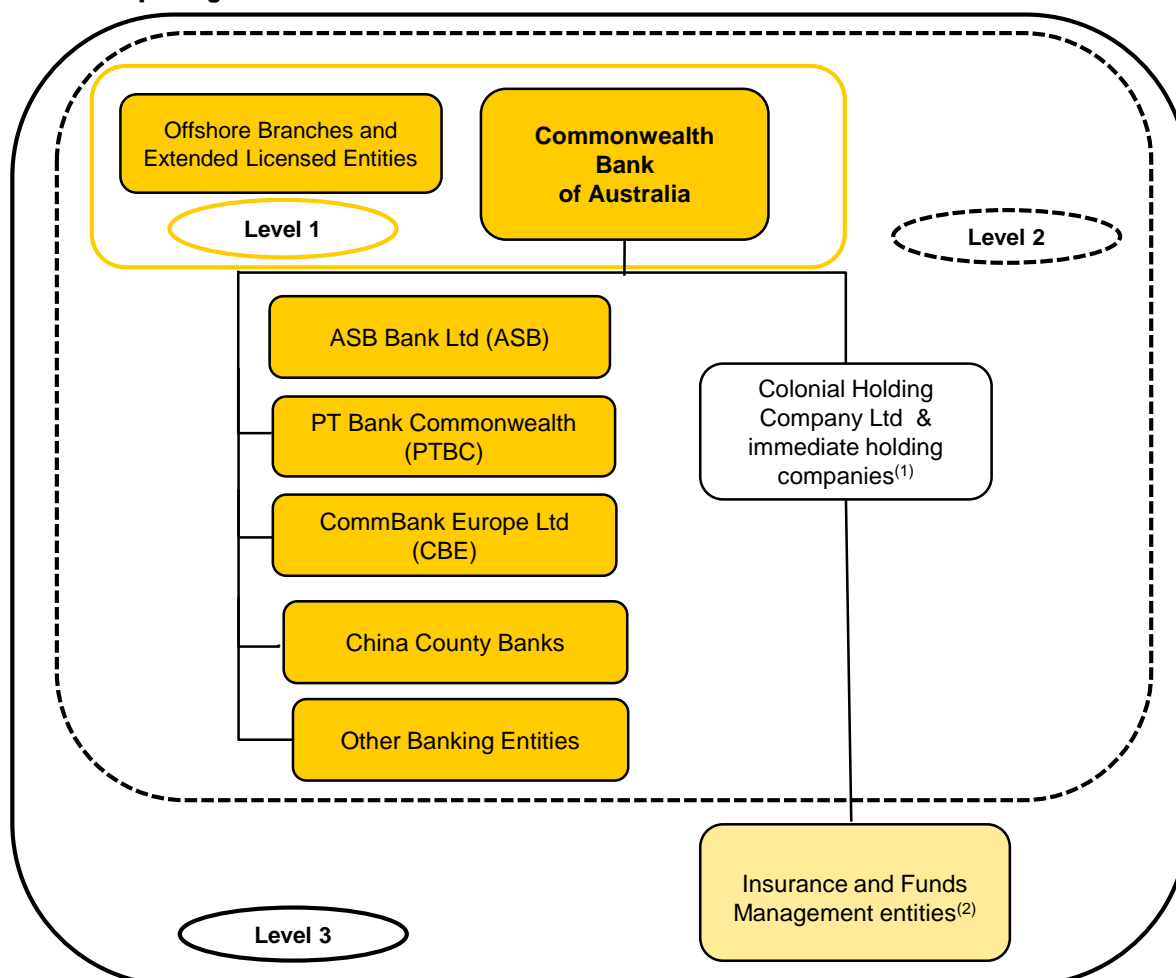 Offshore Branches and
Extended Licensed Entities
Commonwealth
Bank
of Australia
Level 1
Level 2
ASB Bank Ltd (ASB)
PT Bank Commonwealth
(PTBC)
Colonial Holding
Company Ltd &
immediate holding
companies(1)
CommBank Europe Ltd
(CBE)
China County Banks
Other Banking Entities
Insurance and Funds
Management entities(2)
Level 3